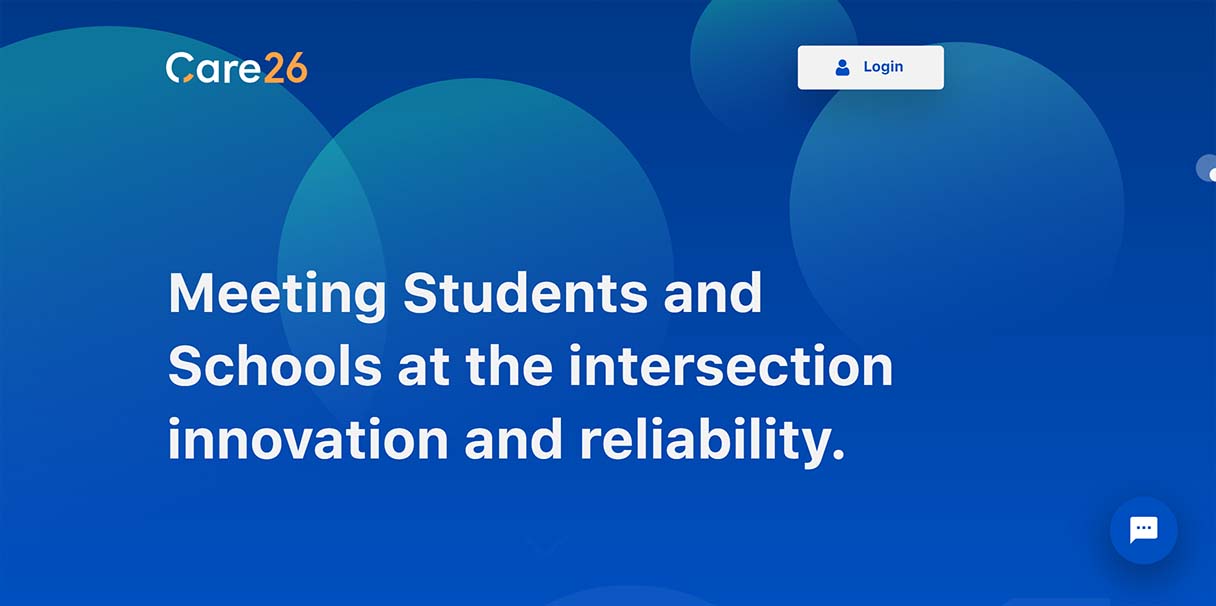 Care26
Login
Meeting Students and
Schools at the intersection
innovation and reliability.